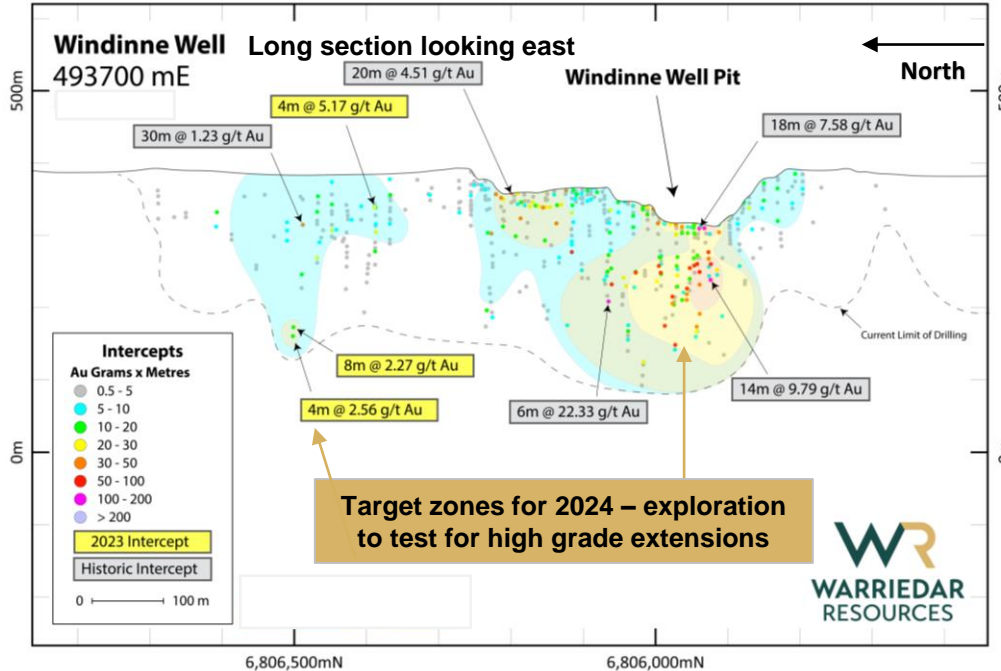 Windinne Well Long section looking east
493700 mE
North
500m
0m
20m @ 4.51 g/t Au
Windinne Well Pit
4m @ 5.17 g/t Au
30m @ 1.23 g/t Au
18m @ 7.58 g/t Au
Current Limit of Drilling
8m @ 2.27 g/t Au
4m @ 2.56 g/t Au
6m @ 22.33 g/t Au
14m @ 9.79 g/t Au
Intercepts
Au Grams x Metres
0.5 - 5
5 - 10
10 - 20
20 - 30
30 - 50
50 - 100
100 - 200
> 200
2023 Intercept
Historic Intercept
0 100 m
Target zones for 2024 – exploration
to test for high grade extensions
WR
WARRIEDAR
RESOURCES
6,806,500mN
6,806,000mN